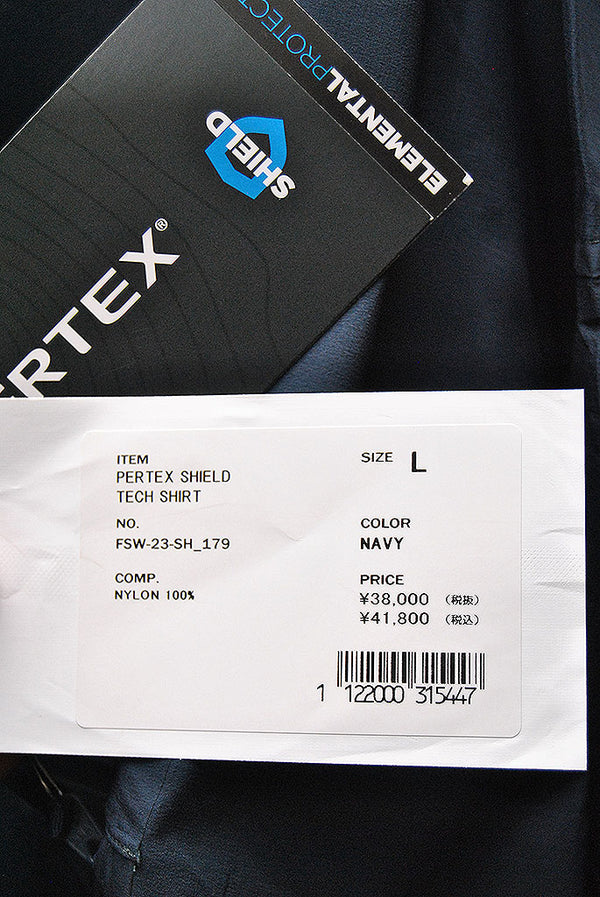 ELEMENTAL PROTECT
SHIELD
ERTEX®
ITEM
PERTEX SHIELD
TECH SHIRT
SIZE L
NO.
FSW-23-SH_179
COLOR
NAVY
COMP.
NYLON 100%
PRICE
¥38,000 (税抜)
¥41,800 (税込)
1 122000 315447